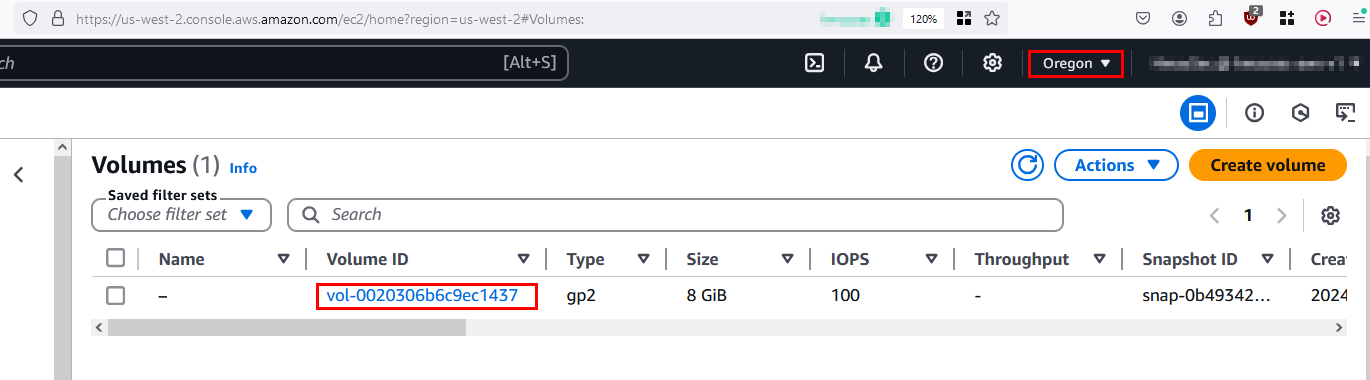 https://us-west-2.console.aws.amazon.com/ec2/home?region=us-west-2#Volumes:
120%
2
ch
[Alt+S]
Oregon
Volumes (1) Info
Actions
Create volume
Saved filter sets
Choose filter set
Search
1
Name Volume ID Type Size IOPS Throughput Snapshot ID Crea
– vol-0020306b6c9ec1437 gp2 8 GiB 100 - snap-0b49342... 2024